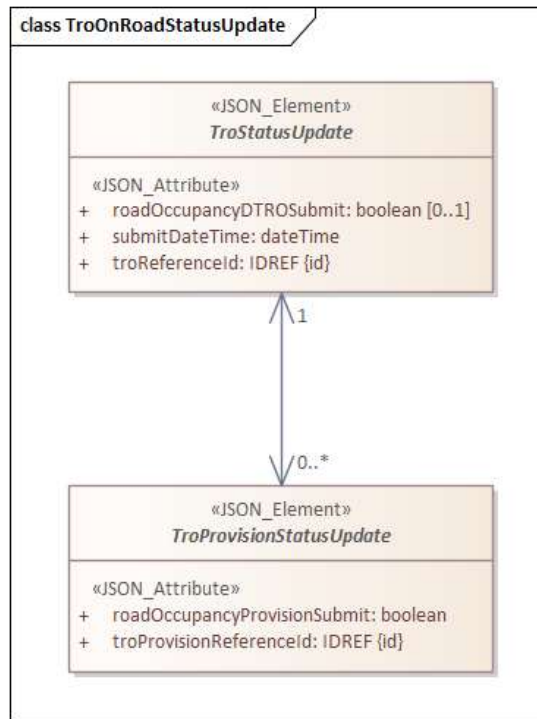 class TroOnRoadStatusUpdate
«JSON_Element»
TroStatusUpdate
«JSON_Attribute»
+ roadOccupancyDTROSubmit: boolean [0..1]
+ submitDateTime: dateTime
+ troReferenceId: IDREF {id}
1
0..*
«JSON_Element»
TroProvisionStatusUpdate
«JSON_Attribute»
+ roadOccupancyProvisionSubmit: boolean
+ troProvisionReferenceId: IDREF {id}